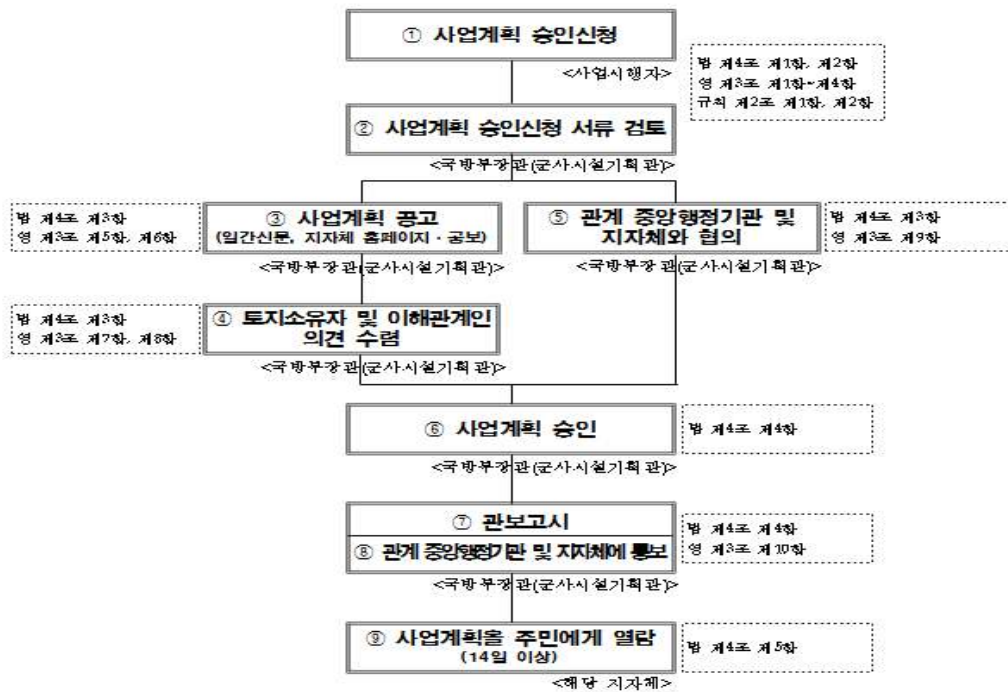 ① 사업계획 승인신청
<사업시행자>
법 제4조 제1항, 제2항
영 제3조 제1항~제4항
규칙 제2조 제1항, 제2항
② 사업계획 승인신청 서류 검토
<국방부장관(군사시설기획관)>
법 제4조 제3항
영 제3조 제5항, 제6항
③ 사업계획 공고
(일간신문, 지자체 홈페이지·공보)
<국방부장관(군사시설기획관)>
⑤ 관계 중앙행정기관 및
지자체와 협의
<국방부장관(군사시설기획관)>
법 제4조 제3항
영 제3조 제9항
법 제4조 제3항
영 제3조 제7항, 제8항
④ 토지소유자 및 이해관계인
의견 수렴
<국방부장관(군사시설기획관)>
⑥ 사업계획 승인
법 제4조 제4항
<국방부장관(군사시설기획관)>
⑦ 관보고시
⑧ 관계 중앙행정기관 및 지자체에 통보
법 제4조 제4항
영 제3조 제10항
<국방부장관(군사시설기획관)>
⑨ 사업계획을 주민에게 열람
(14일 이상)
법 제4조 제5항
<해당 지자체>